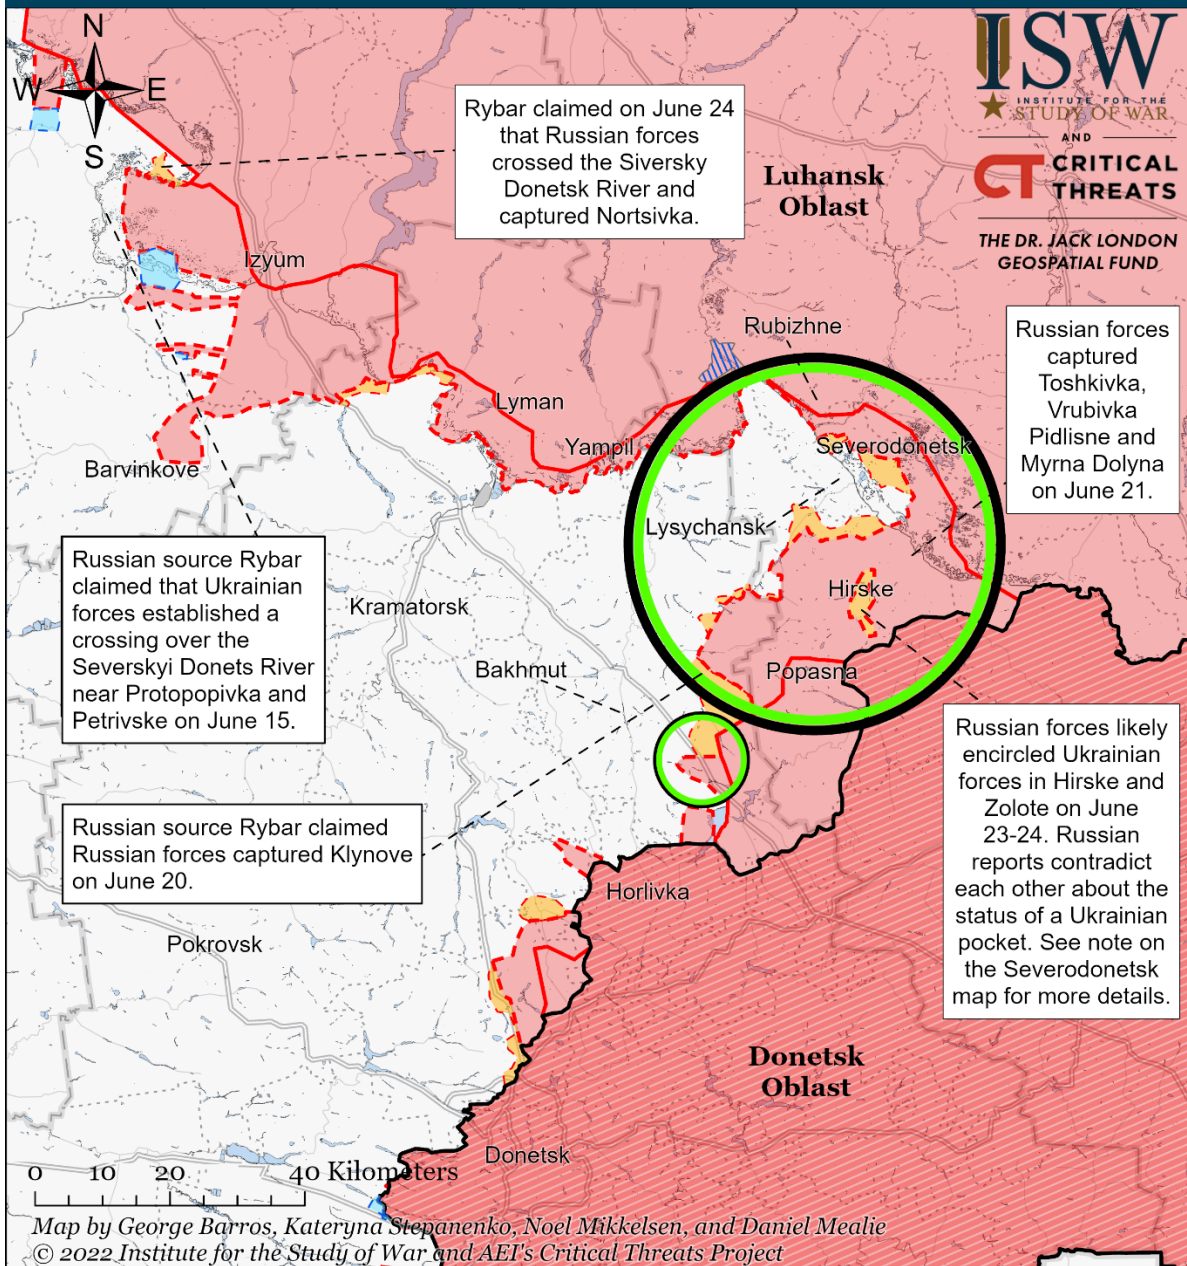 N
W
E
S
ISW
INSTITUTE FOR THE
STUDY OF WAR
AND
CT CRITICAL
THREATS
THE DR. JACK LONDON
GEOSPATIAL FUND
Rybar claimed on June 24
that Russian forces
crossed the Siversky
Donetsk River and
captured Nortsivka.
Luhansk
Oblast
Izyum
Rubizhne
Russian forces
captured
Toshkivka,
Vrubivka
Pidlisne and
Myrna Dolyna
on June 21.
Lyman
Yampil
Severodonetsk
Barvinkove
Lysychansk
Russian source Rybar
claimed that Ukrainian
forces established a
crossing over the
Severskyi Donets River
near Protopopivka and
Petrivske on June 15.
Kramatorsk
Hirske
Bakhmut
Popasna
Russian forces likely
encircled Ukrainian
forces in Hirske and
Zolote on June
23-24. Russian
reports contradict
each other about the
status of a Ukrainian
pocket. See note on
the Severodonetsk
map for more details.
Russian source Rybar claimed
Russian forces captured Klynove
on June 20.
Horlivka
Pokrovsk
Donetsk
Oblast
Donetsk
0 10 20 40 Kilometers
Map by George Barros, Kateryna Stepanenko, Noel Mikkelsen, and Daniel Mealie
© 2022 Institute for the Study of War and AEI's Critical Threats Project